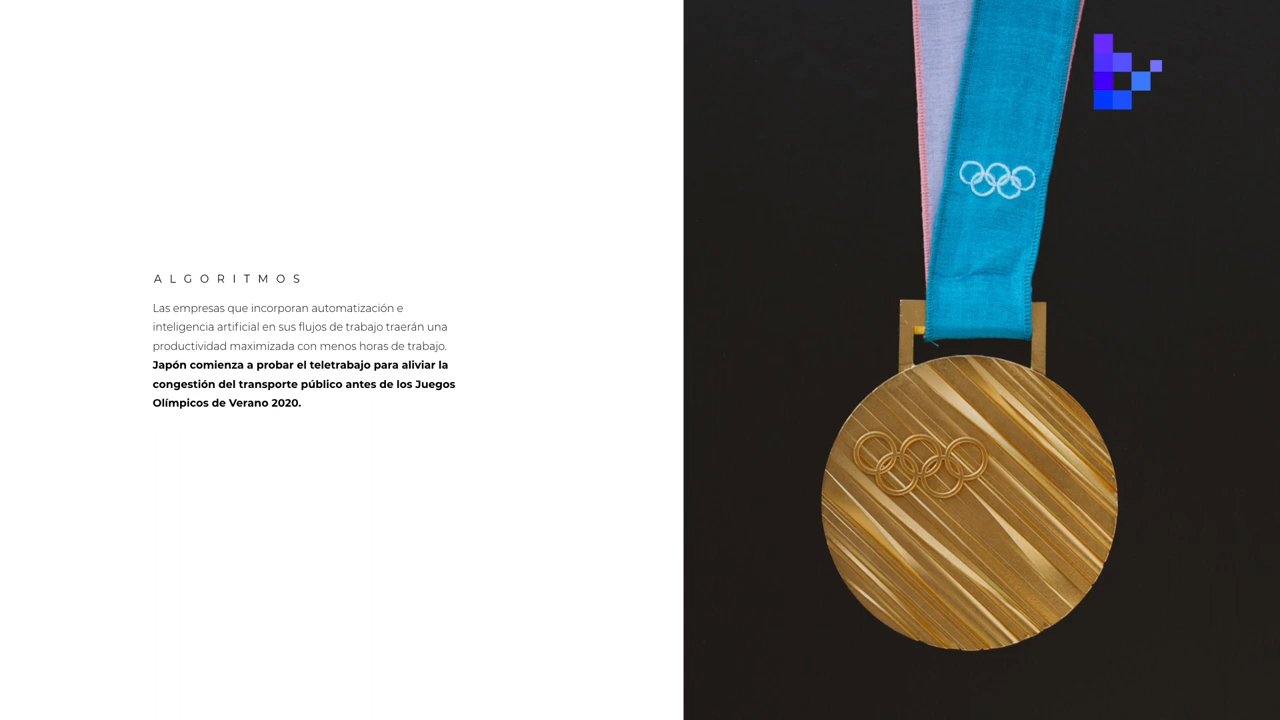 ALGORITMOS
Las empresas que incorporan automatización e
inteligencia artificial en sus flujos de trabajo traerán una
productividad maximizada con menos horas de trabajo.
Japón comienza a probar el teletrabajo para aliviar la
congestión del transporte público antes de los Juegos
Olímpicos de Verano 2020.